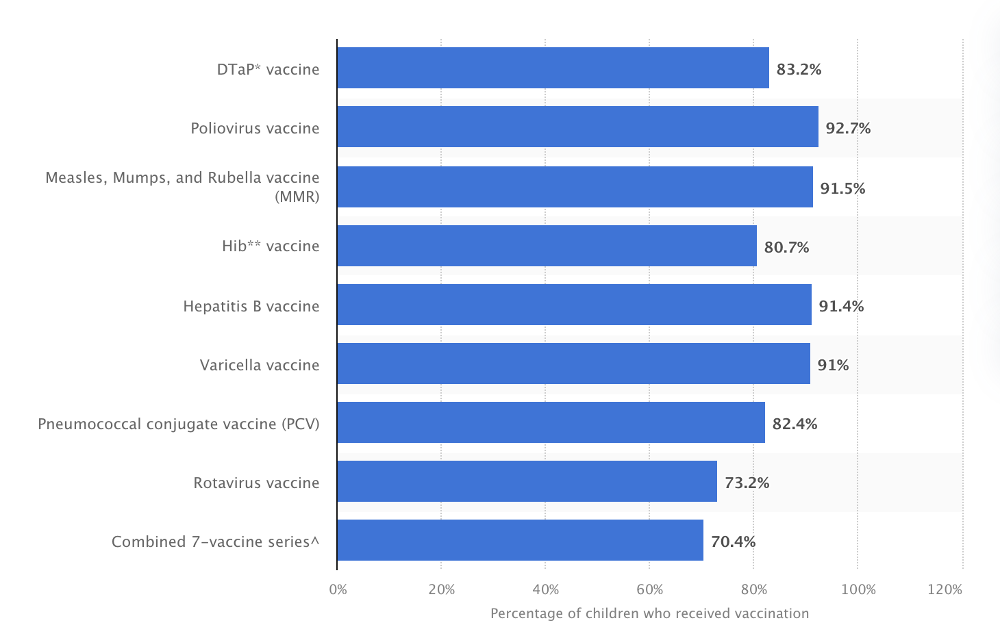 DTaP* vaccine
83.2%
Poliovirus vaccine
92.7%
Measles, Mumps, and Rubella vaccine
(MMR)
91.5%
Hib** vaccine
80.7%
Hepatitis B vaccine
91.4%
Varicella vaccine
91%
Pneumococcal conjugate vaccine (PCV)
82.4%
Rotavirus vaccine
73.2%
Combined 7-vaccine series^
70.4%
0% 20% 40% 60% 80% 100% 120%
Percentage of children who received vaccination